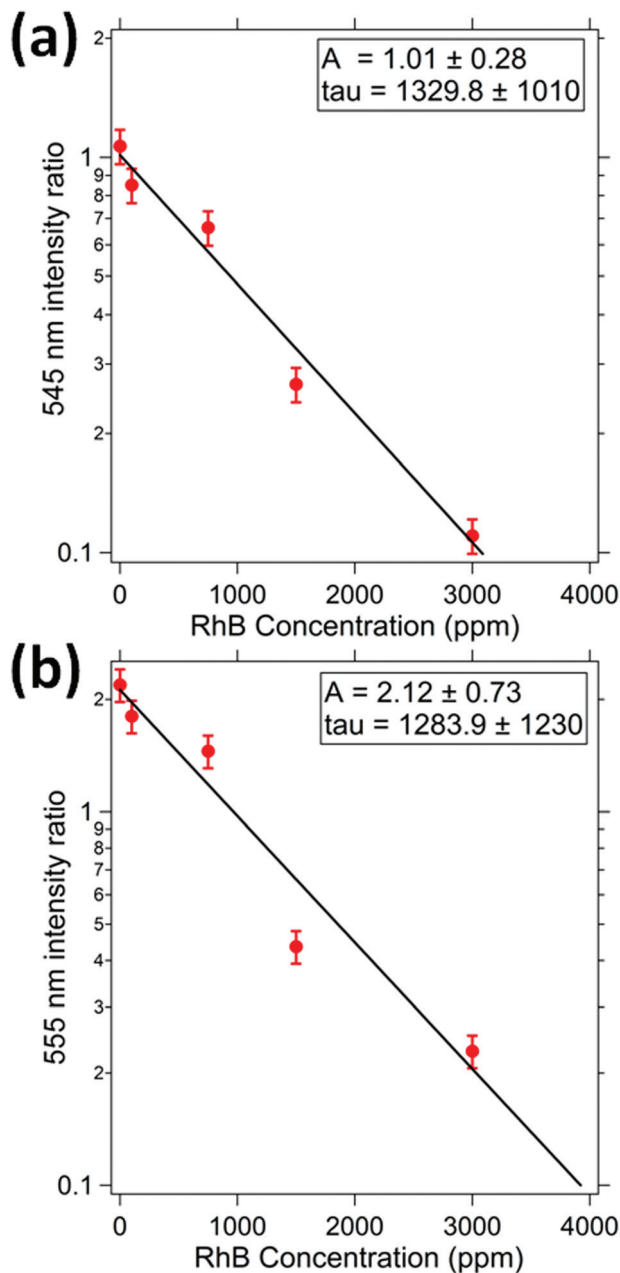 (a)
A = 1.01 ± 0.28
tau = 1329.8 ± 1010
545 nm intensity ratio
2
1
9
8
7
6
5
4
3
2
0.1
0 1000 2000 3000 4000
RhB Concentration (ppm)
(b)
A = 2.12 ± 0.73
tau = 1283.9 ± 1230
555 nm intensity ratio
2
1
9
8
7
6
5
4
3
2
0.1
0 1000 2000 3000 4000
RhB Concentration (ppm)